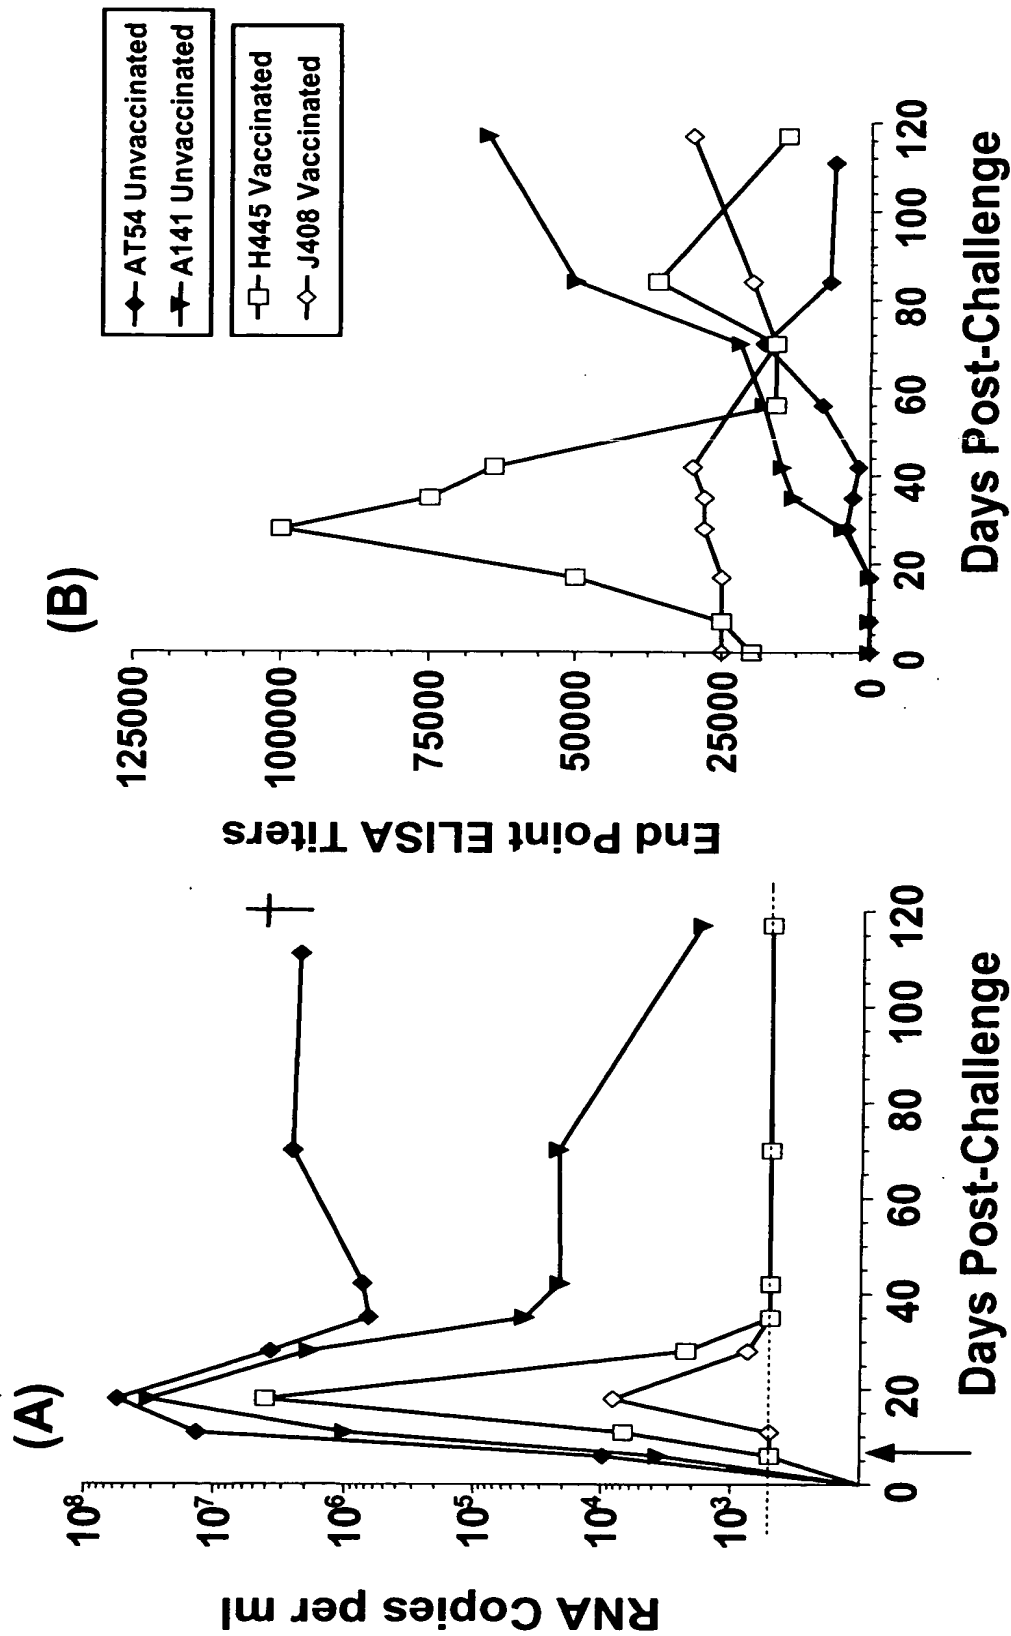 (A)
RNA Copies per ml
10⁸
10⁷
10⁶
10⁵
10⁴
10³
0 20 40 60 80 100 120
Days Post-Challenge
(B)
End Point ELISA Titers
125000
100000
75000
50000
25000
0
0 20 40 60 80 100 120
Days Post-Challenge
AT54 Unvaccinated
A141 Unvaccinated
H445 Vaccinated
J408 Vaccinated